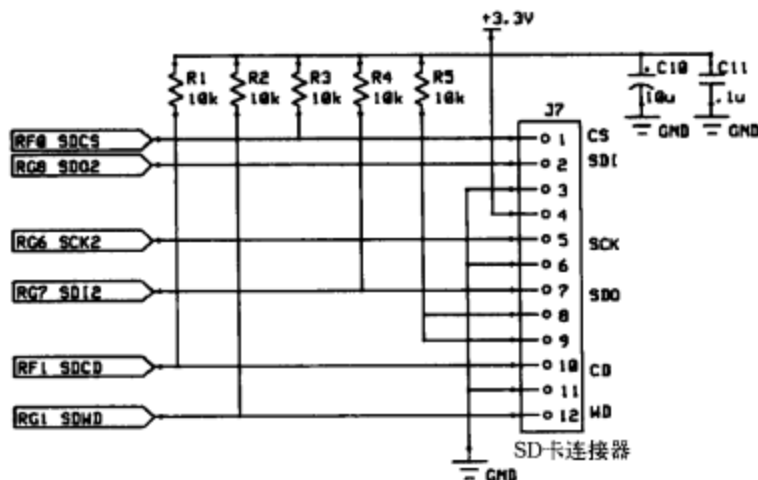 +3.3V
R1 R2 R3 R4 R5
10k 10k 10k 10k 10k
C10 C11
10u .1u
GND GND
J7
RF0 SDCS 1 CS
RG8 SDO2 2 SDI
3
4
RG6 SCK2 5 SCK
6
RG7 SDI2 7 SDO
8
9
RF1 SDCD 10 CD
11
RG1 SDWD 12 WD
SD卡连接器
GND